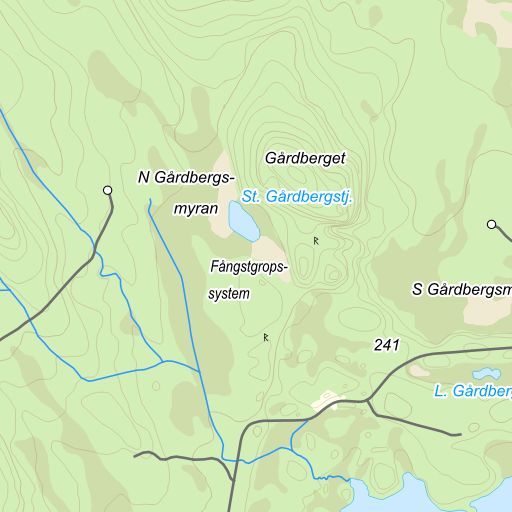 Gårdberget
N Gårdbergs-
myran
St. Gårdbergstj.
Fångstgrops-
system
S Gårdbergsm
241
L. Gårdberg
R
R